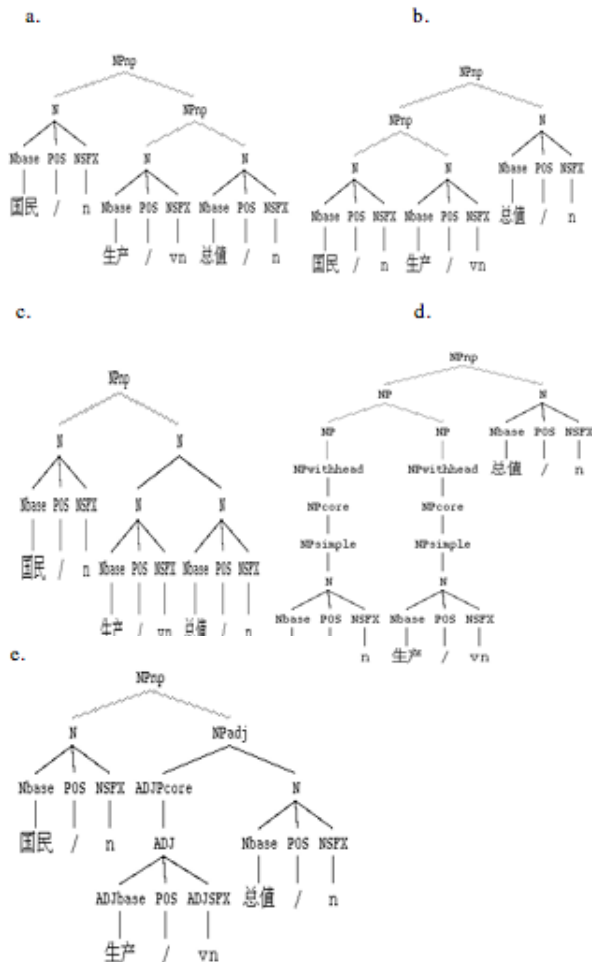 a.
NPnp
N NPnp
Nbase POS NSFX N N
国民 / n Nbase POS NSFX Nbase POS NSFX
生产 / vn 总值 / n
b.
NPnp
NPnp N
N N Nbase POS NSFX
Nbase POS NSFX Nbase POS NSFX 总值 / n
国民 / n 生产 / vn
c.
NPnp
N N
Nbase POS NSFX N N
国民 / n Nbase POS NSFX Nbase POS NSFX
生产 / vn 总值 / n
d.
NPnp
NP N
NP NP Nbase POS NSFX
NPwithhead NPwithhead 总值 / n
NPcore NPcore
NPsimple NPsimple
N N
Nbase POS NSFX Nbase POS NSFX
n 生产 / vn
e.
NPnp
N NPadj
Nbase POS NSFX ADJPcore N
国民 / n ADJ Nbase POS NSFX
ADJbase POS ADJSFX 总值 / n
生产 / vn